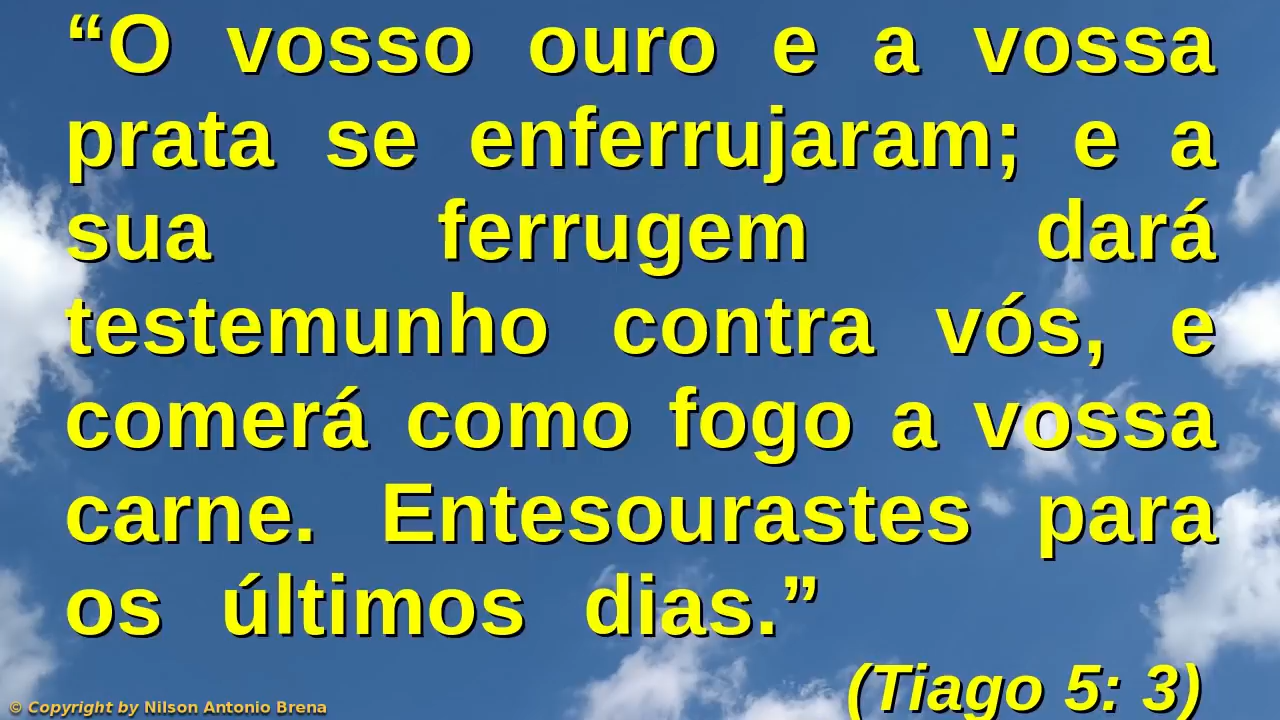 “O vosso ouro e a vossa
prata se enferrujaram; e a
sua ferrugem dará
testemunho contra vós, e
comerá como fogo a vossa
carne. Entesourastes para
os últimos dias.”
(Tiago 5: 3)
© Copyright by Nilson Antonio Brena